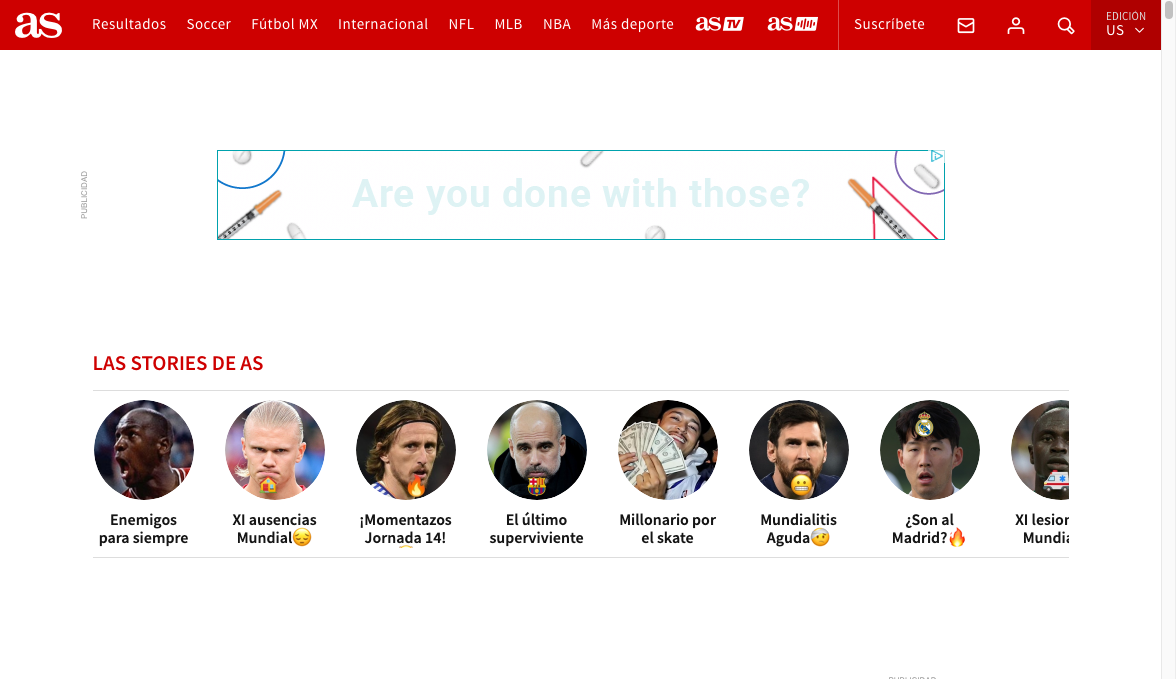 as
Resultados
Soccer
Fútbol MX
Internacional
NFL
MLB
NBA
Más deporte
as TV
as
Suscríbete
EDICIÓN
US
PUBLICIDAD
Are you done with those?
LAS STORIES DE AS
Enemigos
para siempre
XI ausencias
Mundial😔
¡Momentazos
Jornada 14!
El último
superviviente
Millonario por
el skate
Mundialitis
Aguda🤕
¿Son al
Madrid?🔥
XI lesion
Mundia
PUBLICIDAD